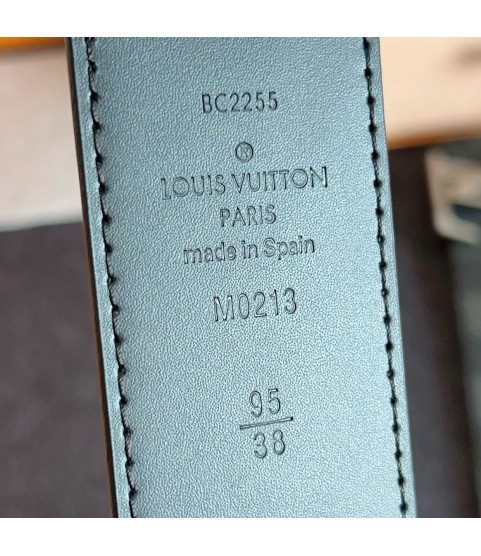 BC2255
®
LOUIS VUITTON
PARIS
made in Spain
M0213
95
38